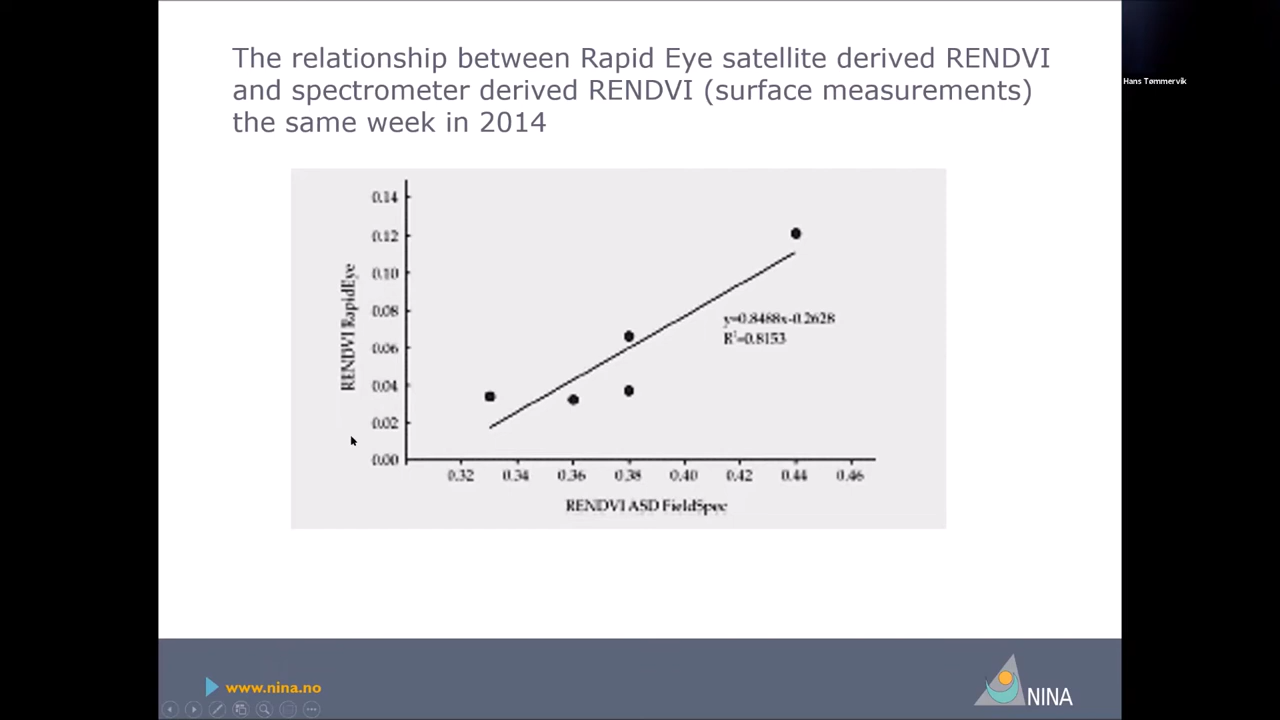 The relationship between Rapid Eye satellite derived RENDVI
and spectrometer derived RENDVI (surface measurements)
the same week in 2014
Hans Tømmervik
0.14
0.12
0.10
0.08
0.06
0.04
0.02
0.00
RENDVI RapidEye
y=0.8488x-0.2628
R²=0.8153
0.32 0.34 0.36 0.38 0.40 0.42 0.44 0.46
RENDVI ASD FieldSpec
www.nina.no
NINA